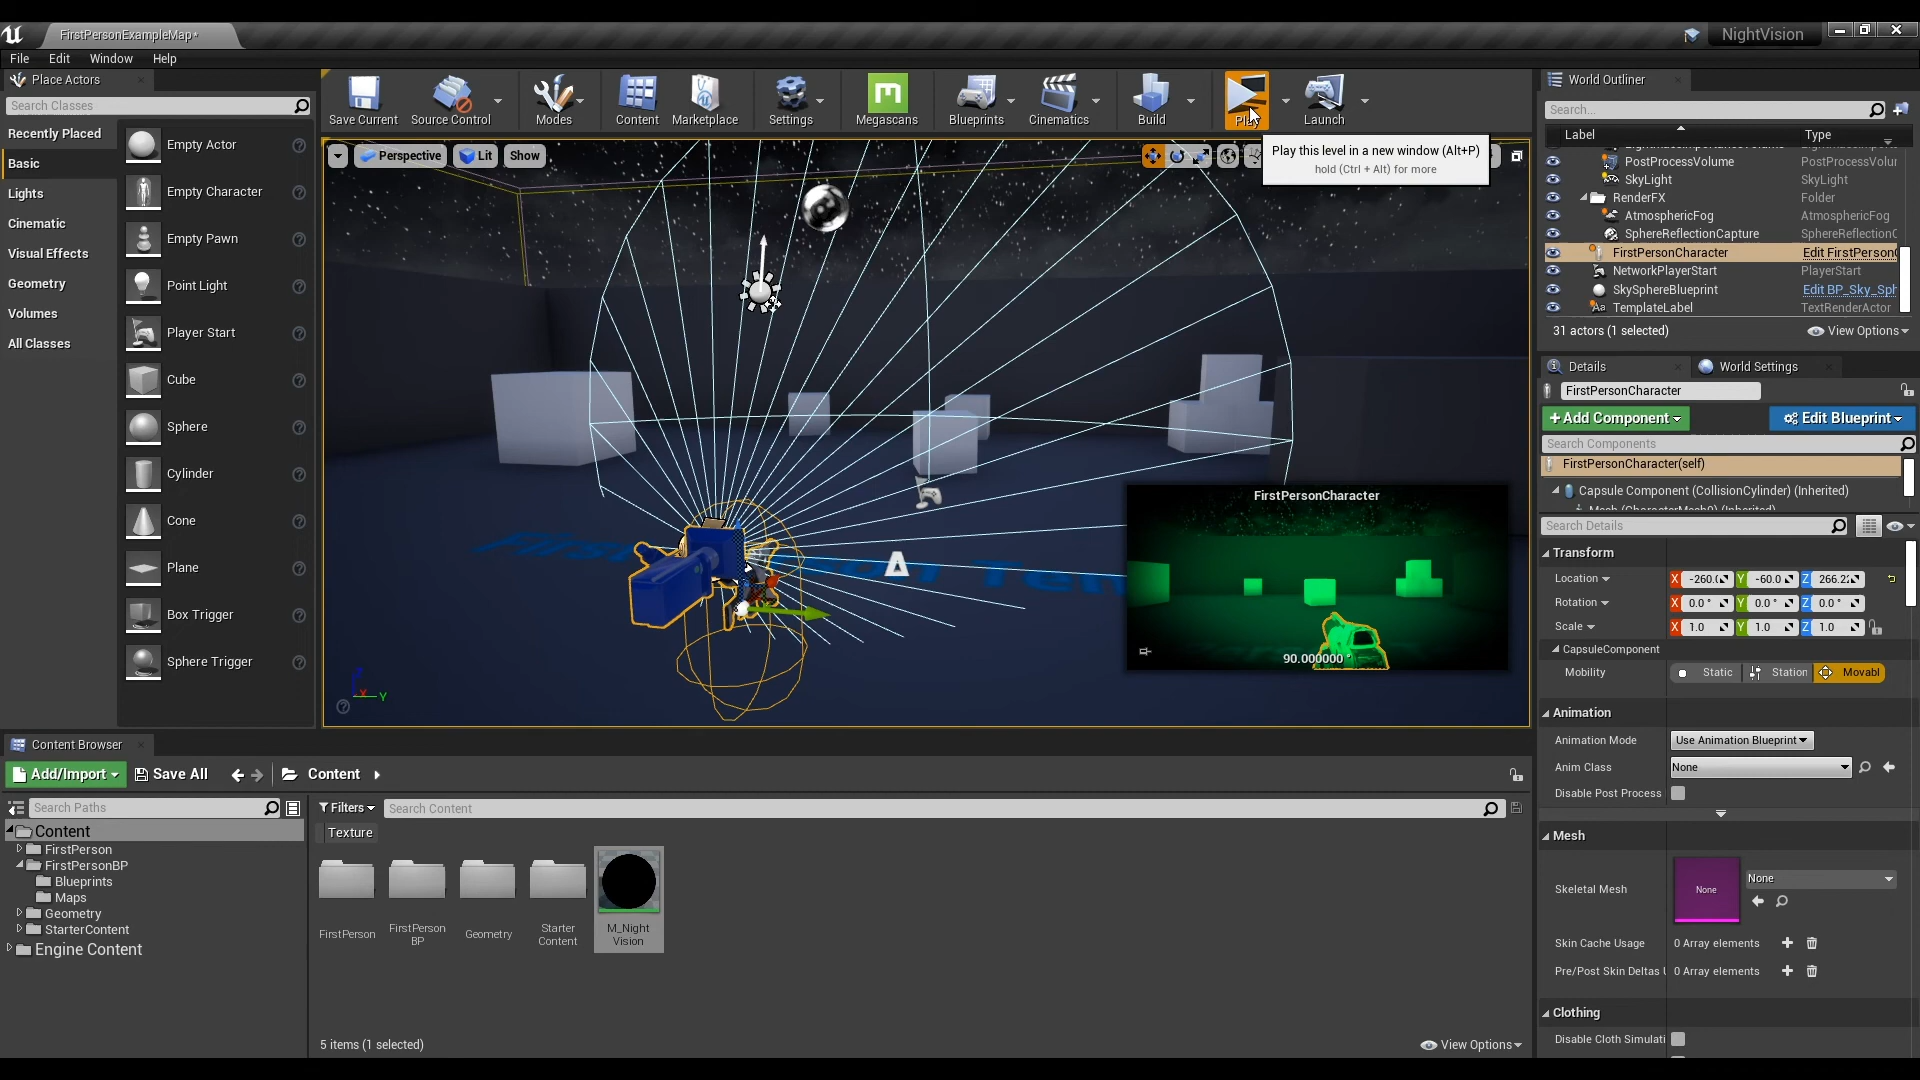 FirstPersonExampleMap*
NightVision
File Edit Window Help
Place Actors
Search Classes
Recently Placed
Basic
Lights
Cinematic
Visual Effects
Geometry
Volumes
All Classes
Empty Actor
Empty Character
Empty Pawn
Point Light
Player Start
Cube
Sphere
Cylinder
Cone
Plane
Box Trigger
Sphere Trigger
Save Current
Source Control
Modes
Content
Marketplace
Settings
Megascans
Blueprints
Cinematics
Build
Play
Launch
Perspective
Lit
Show
Play this level in a new window (Alt+P)
hold (Ctrl + Alt) for more
FirstPersonCharacter
90.000000 °
World Outliner
Search...
Label Type
PostProcessVolume PostProcessVolur
SkyLight SkyLight
RenderFX Folder
AtmosphericFog AtmosphericFog
SphereReflectionCapture SphereReflectionC
FirstPersonCharacter Edit FirstPersonC
NetworkPlayerStart PlayerStart
SkySphereBlueprint Edit BP_Sky_Sph
TemplateLabel TextRenderActor
31 actors (1 selected)
View Options
Details
World Settings
FirstPersonCharacter
+Add Component
Edit Blueprint
Search Components
FirstPersonCharacter(self)
Capsule Component (CollisionCylinder) (Inherited)
Mesh (CharacterMesh0) (Inherited)
Search Details
Transform
Location X -260.( Y -60.0 Z 266.22
Rotation X 0.0 ° Y 0.0 ° Z 0.0 °
Scale X 1.0 Y 1.0 Z 1.0
CapsuleComponent
Mobility Static Station Movabl
Animation
Animation Mode Use Animation Blueprint
Anim Class None
Disable Post Process
Mesh
Skeletal Mesh None None
Skin Cache Usage 0 Array elements
Pre/Post Skin Deltas 0 Array elements
Clothing
Disable Cloth Simulati
Content Browser
Add/Import
Save All
Content
Search Paths
Filters
Search Content
Texture
Content
FirstPerson
FirstPersonBP
Blueprints
Maps
Geometry
StarterContent
Engine Content
FirstPerson
FirstPerson
BP
Geometry
Starter
Content
M_Night
Vision
5 items (1 selected)
View Options